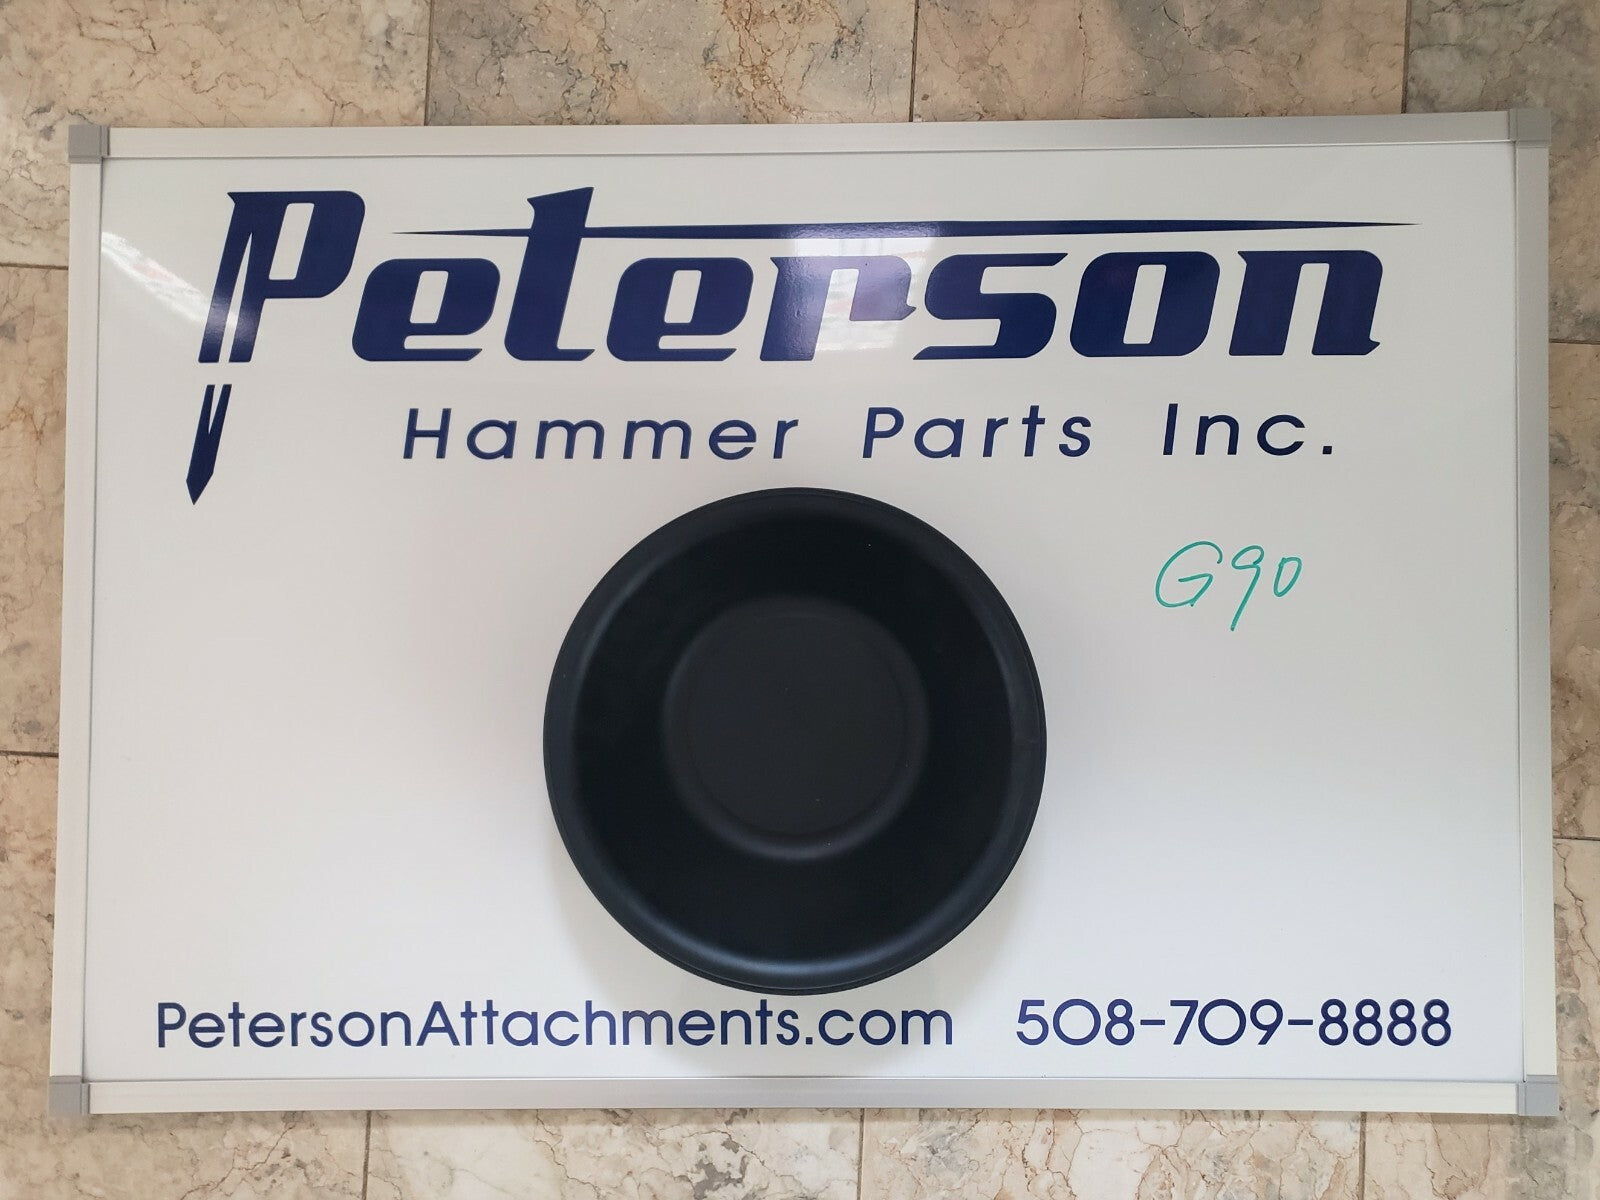 Peterson
Hammer Parts Inc.
G90
PetersonAttachments.com 508-709-8888